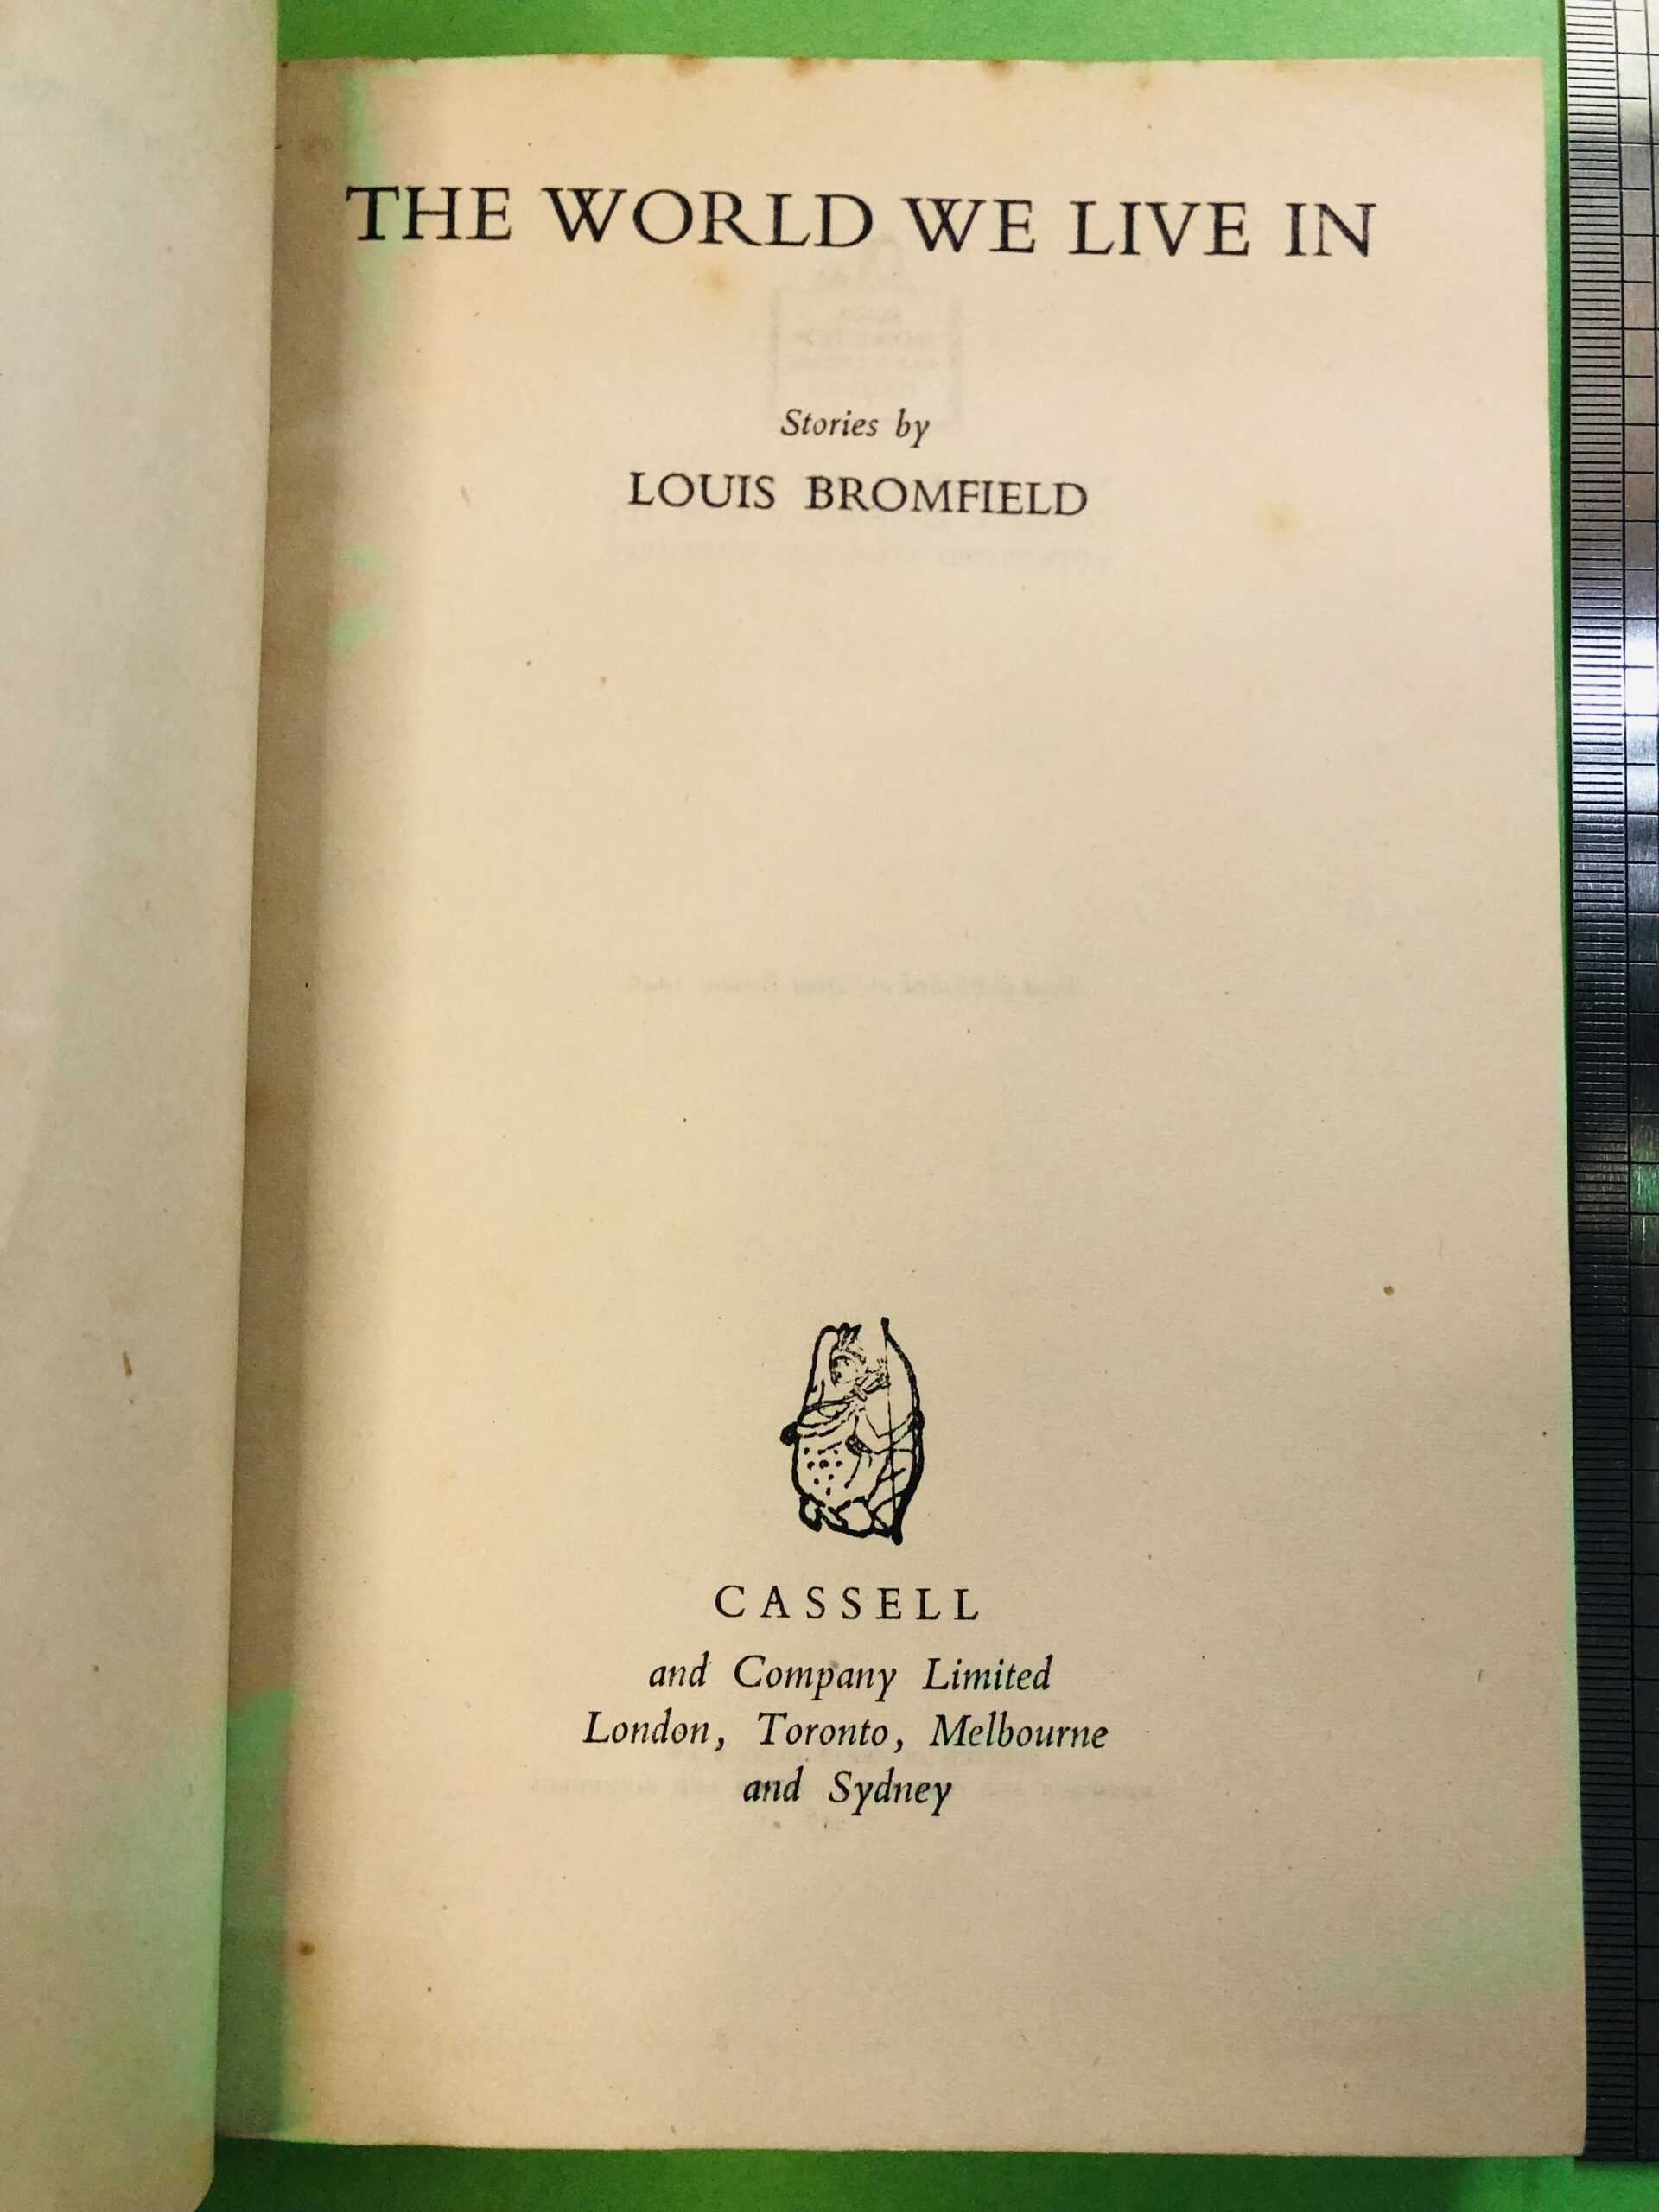 THE WORLD WE LIVE IN
Stories by
LOUIS BROMFIELD
CASSELL
and Company Limited
London, Toronto, Melbourne
and Sydney